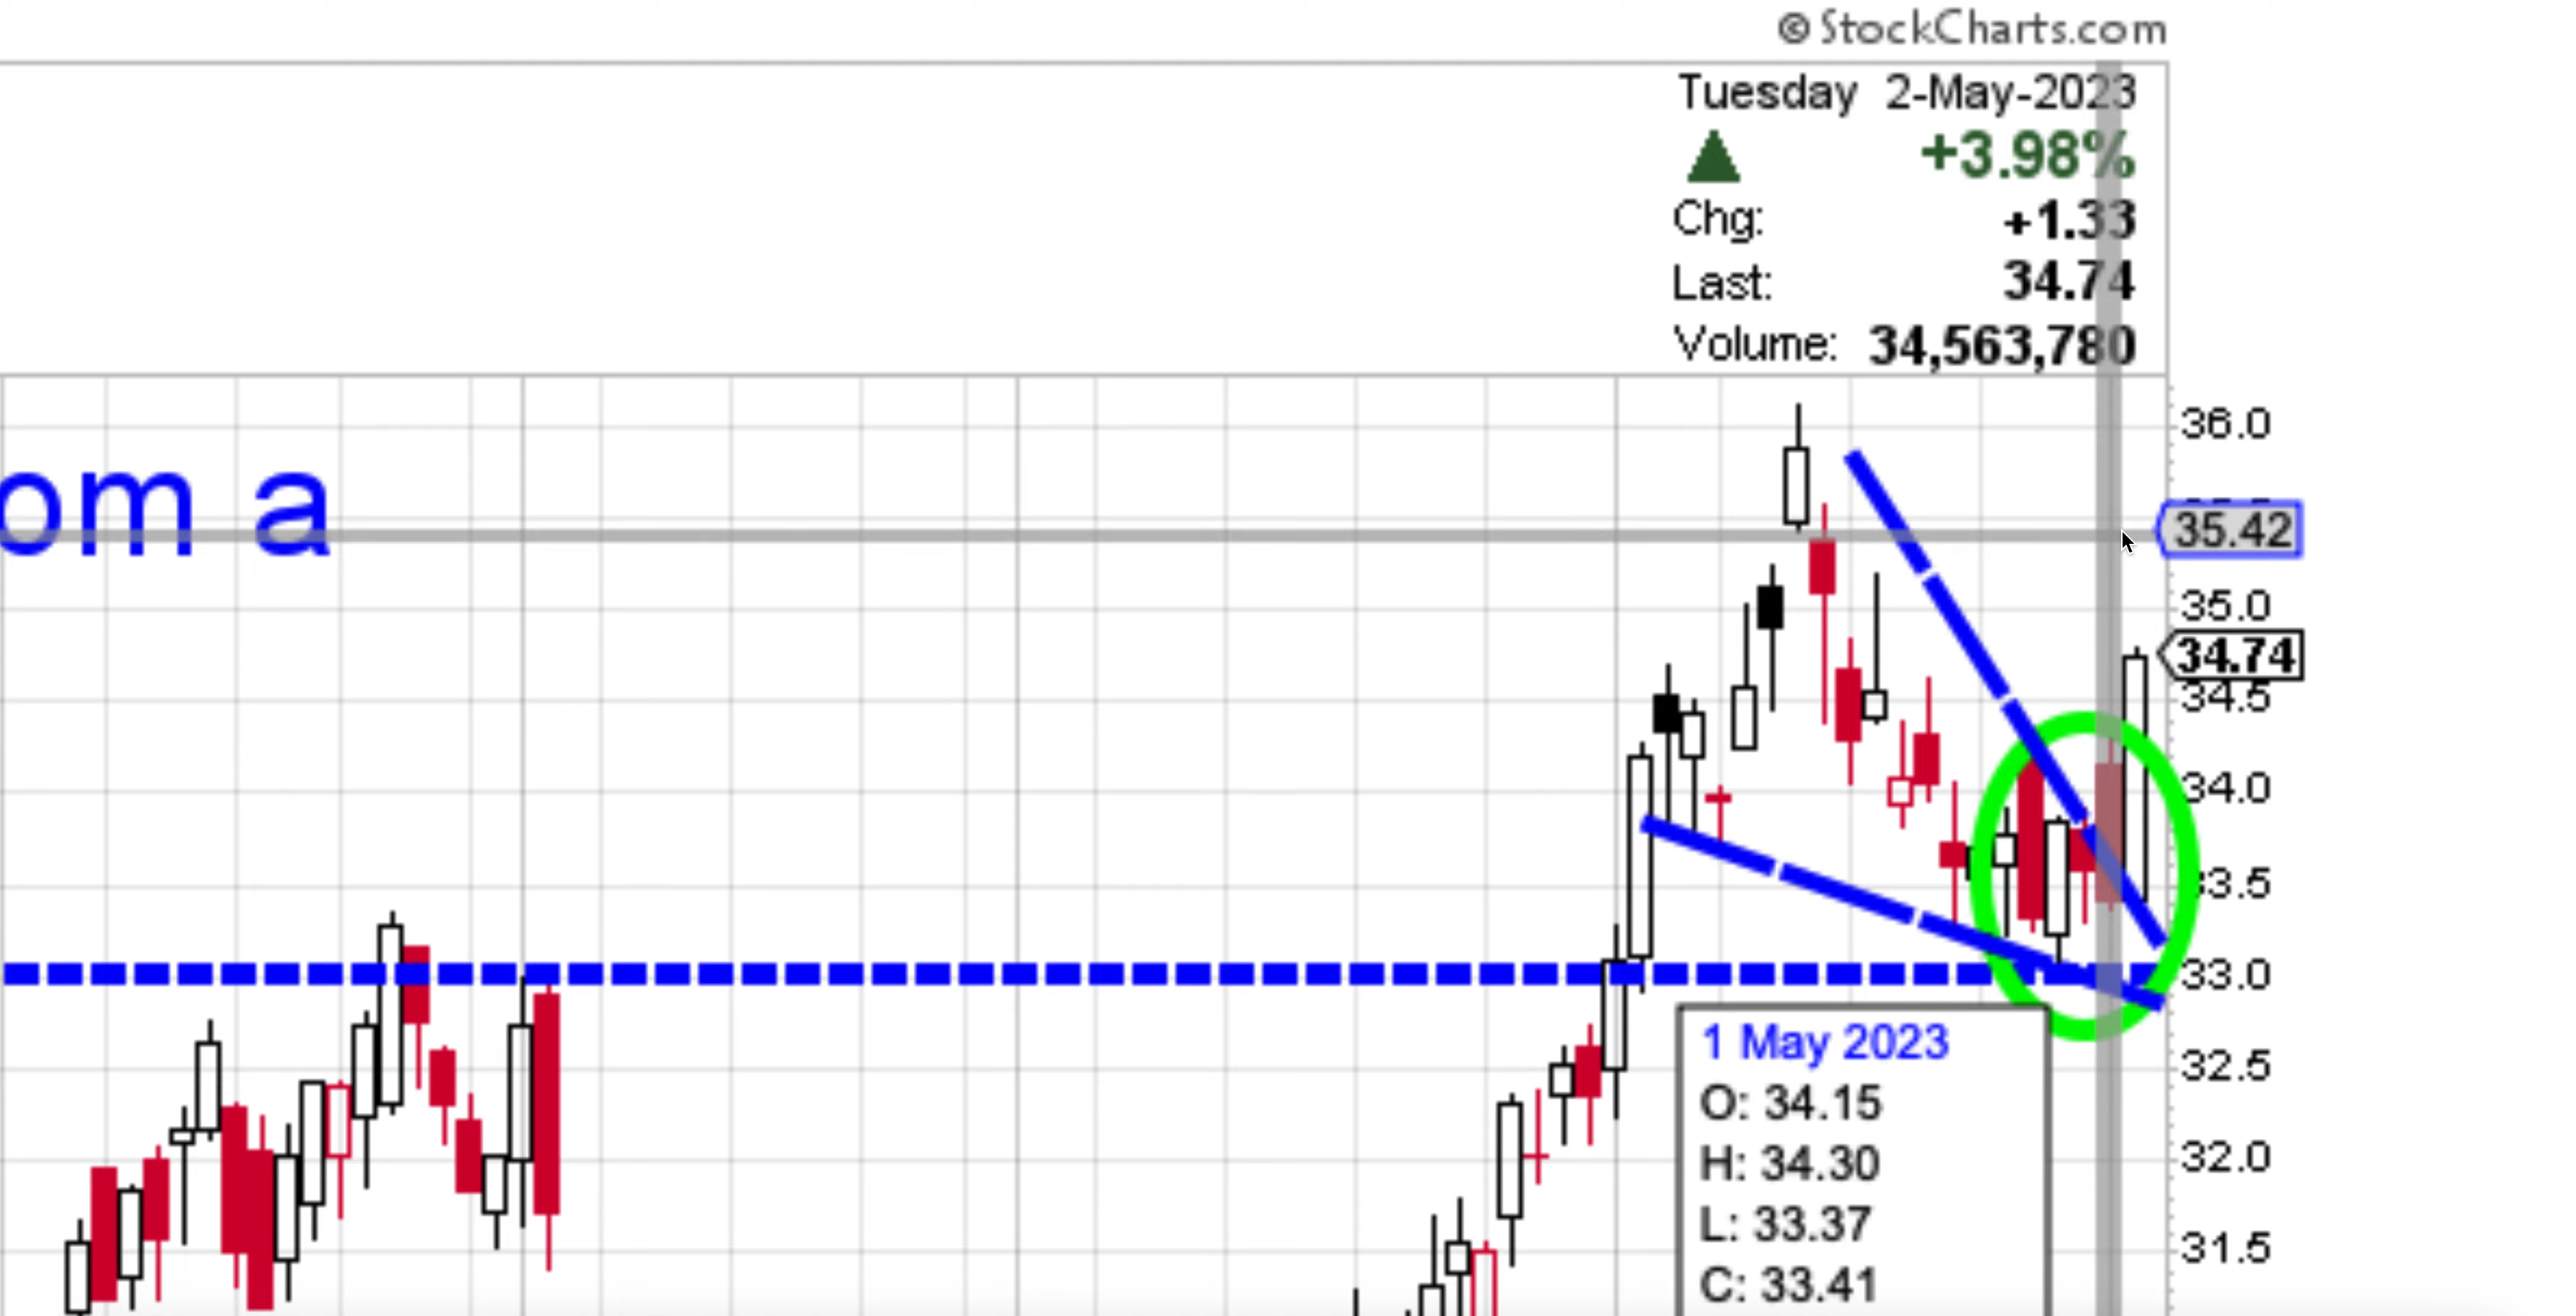 © StockCharts.com
Tuesday 2-May-2023
+3.98%
Chg: +1.33
Last: 34.74
Volume: 34,563,780
om a
36.0
35.42
35.0
34.74
34.5
34.0
33.5
33.0
32.5
32.0
31.5
1 May 2023
O: 34.15
H: 34.30
L: 33.37
C: 33.41